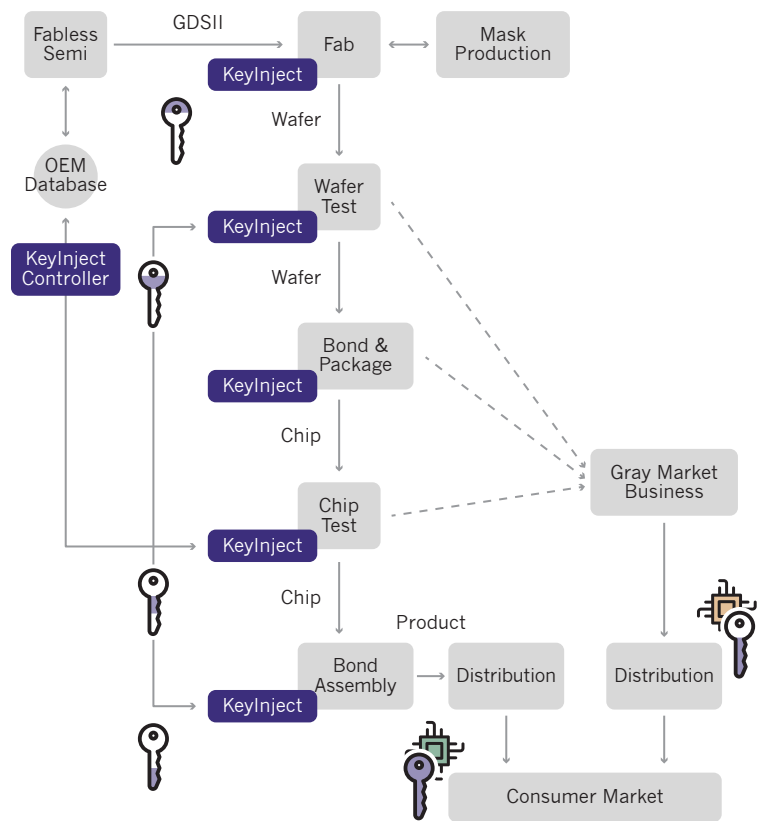 GDSII
Fabless
Semi
Fab
Mask
Production
KeyInject
Wafer
OEM
Database
Wafer
Test
KeyInject
KeyInject
Controller
Wafer
Bond &
Package
KeyInject
Chip
Gray Market
Business
Chip
Test
KeyInject
Chip
Product
Bond
Assembly
Distribution
Distribution
KeyInject
Consumer Market